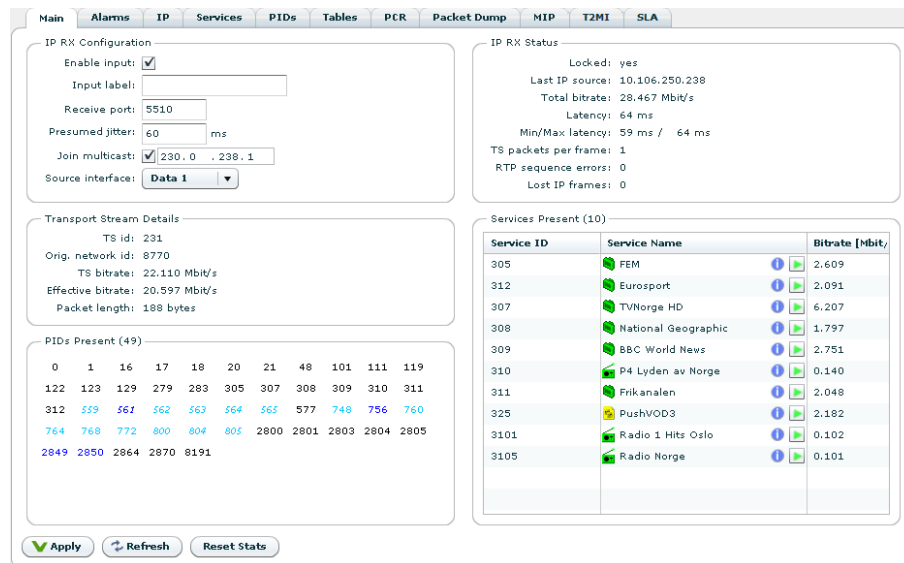 Main Alarms IP Services PIDs Tables PCR Packet Dump MIP T2MI SLA
IP RX Configuration
Enable input:
Input label:
Receive port: 5510
Presumed jitter: 60 ms
Join multicast: 230. 0 . 238. 1
Source interface: Data 1
IP RX Status
Locked: yes
Last IP source: 10.106.250.238
Total bitrate: 28.467 Mbit/s
Latency: 64 ms
Min/Max latency: 59 ms / 64 ms
TS packets per frame: 1
RTP sequence errors: 0
Lost IP frames: 0
Transport Stream Details
TS id: 231
Orig. network id: 8770
TS bitrate: 22.110 Mbit/s
Effective bitrate: 20.597 Mbit/s
Packet length: 188 bytes
PIDs Present (49)
0 1 16 17 18 20 21 48 101 111 119
122 123 129 279 283 305 307 308 309 310 311
312 559 561 562 563 564 565 577 748 756 760
764 768 772 800 804 805 2800 2801 2803 2804 2805
2849 2850 2864 2870 8191
Services Present (10)
Service ID Service Name Bitrate [Mbit/
305 FEM 2.609
312 Eurosport 2.091
307 TVNorge HD 6.207
308 National Geographic 1.797
309 BBC World News 2.751
310 P4 Lyden av Norge 0.140
311 Frikanalen 2.048
325 PushVOD3 2.182
3101 Radio 1 Hits Oslo 0.102
3105 Radio Norge 0.101
Apply Refresh Reset Stats